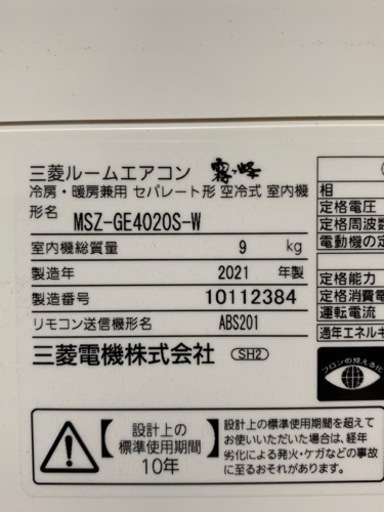 三菱ルームエアコン 霧ヶ峰
冷房・暖房兼用 セパレート形 空冷式 室内機
形名 MSZ-GE4020S-W
室内機総質量 9 kg
製造年 2021 年製
製造番号 10112384
リモコン送信機形名 ABS201
三菱電機株式会社 SH2
相
定格電圧
定格周波数
電動機の定
定格能力
定格消費電
運転電流
通年エネルギ
フロンの見える化
設計上の
標準使用期間
10年
設計上の標準使用期間を超えて
お使いいただいた場合は、経年
劣化による発火・ケガなどの事故
に至るおそれがあります。